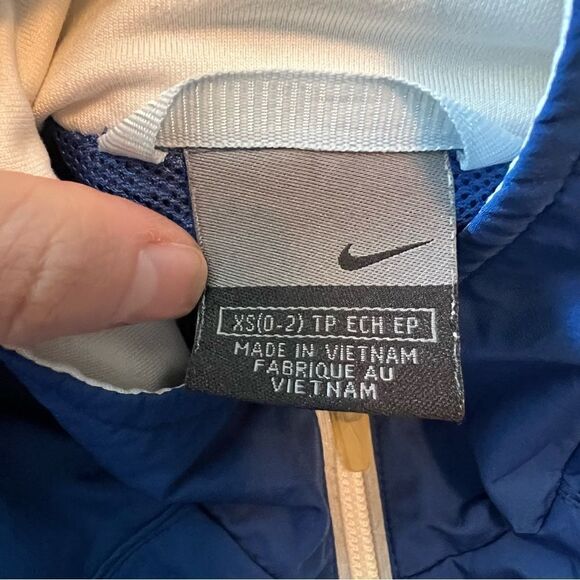 XS(0-2) TP ECH EP
MADE IN VIETNAM
FABRIQUE AU
VIETNAM